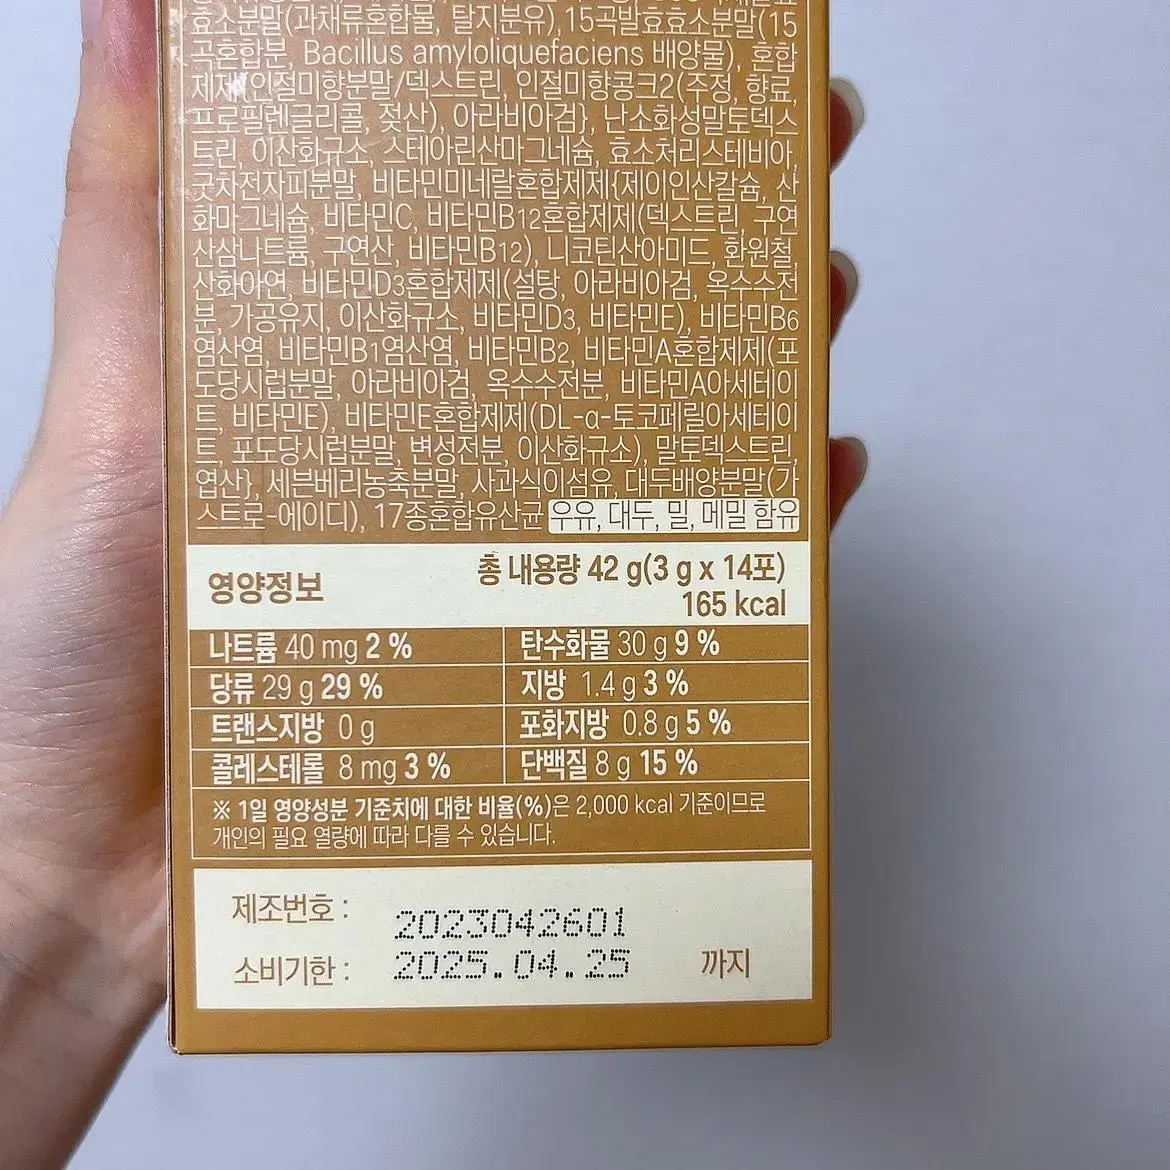 효소분말(과채류혼합물, 탈지분유), 15곡발효효소분말(15
곡혼합분, Bacillus amyloliquefaciens 배양물), 혼합
제제{인절미향분말/덱스트린, 인절미향콩크2(주정, 향료,
프로필렌글리콜, 젖산), 아라비아검}, 난소화성말토덱스
트린, 이산화규소, 스테아린산마그네슘, 효소처리스테비아,
굿차전자피분말, 비타민미네랄혼합제제{제이인산칼슘, 산
화마그네슘, 비타민C, 비타민B12혼합제제(덱스트린, 구연
산삼나트륨, 구연산, 비타민B12), 니코틴산아미드, 환원철,
산화아연, 비타민D3혼합제제(설탕, 아라비아검, 옥수수전
분, 가공유지, 이산화규소, 비타민D3, 비타민E), 비타민B6
염산염, 비타민B1염산염, 비타민B2, 비타민A혼합제제(포
도당시럽분말, 아라비아검, 옥수수전분, 비타민A아세테이
트, 비타민E), 비타민E혼합제제(DL-α-토코페릴아세테이
트, 포도당시럽분말, 변성전분, 이산화규소), 말토덱스트린,
엽산}, 세븐베리농축분말, 사과식이섬유, 대두배양분말(가
스트로-에이디), 17종혼합유산균 우유, 대두, 밀, 메밀 함유
영양정보 총 내용량 42 g(3 g x 14포)
165 kcal
나트륨 40 mg 2 % 탄수화물 30 g 9 %
당류 29 g 29 % 지방 1.4 g 3 %
트랜스지방 0 g 포화지방 0.8 g 5 %
콜레스테롤 8 mg 3 % 단백질 8 g 15 %
※ 1일 영양성분 기준치에 대한 비율(%)은 2,000 kcal 기준이므로
개인의 필요 열량에 따라 다를 수 있습니다.
제조번호 : 2023042601
소비기한 : 2025.04.25 까지